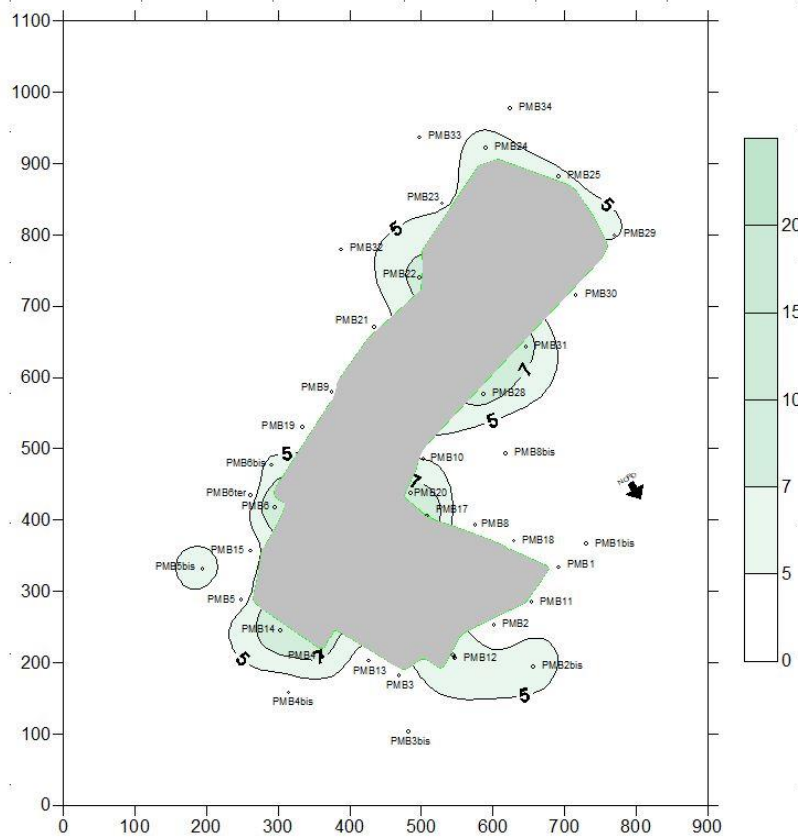 1100
1000
900
800
700
600
500
400
300
200
100
0
0
100
200
300
400
500
600
700
800
900
PMB34
PMB33
PMB24
PMB25
PMB23
5
5
PMB29
PMB32
PMB22
PMB30
PMB21
PMB31
7
PMB9
PMB28
5
PMB19
5
PMB10
PMB8bis
PMB6bis
7
NORD
PMB6ter
PMB20
PMB6
PMB17
PMB8
PMB18
PMB1bis
PMB15
PMB5bis
PMB1
PMB5
PMB11
PMB14
PMB2
5
PMB4
7
PMB13
PMB12
PMB2bis
PMB3
5
PMB4bis
PMB3bis
20
15
10
7
5
0